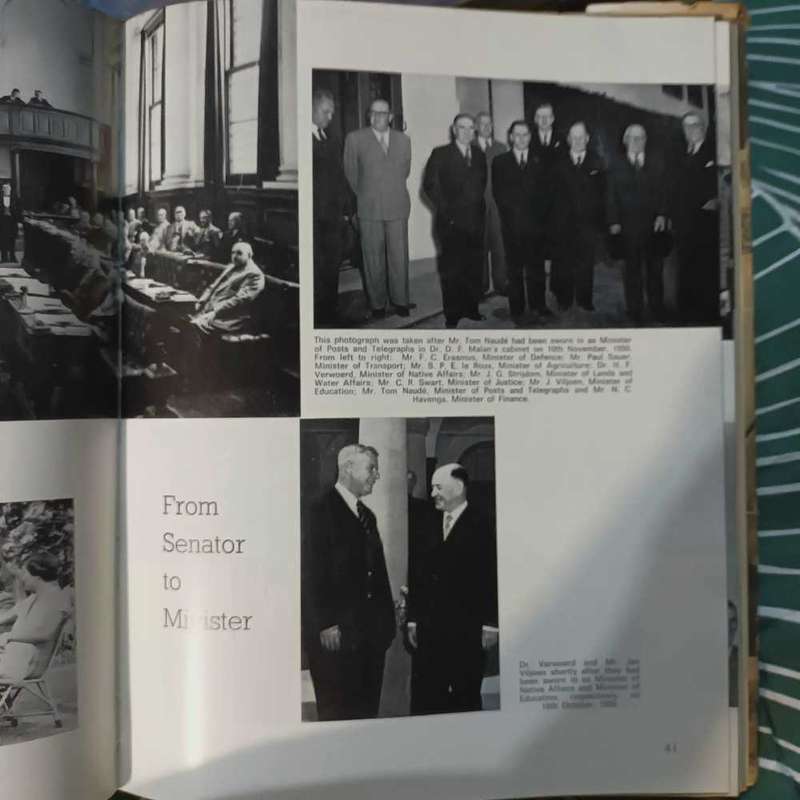 This photograph was taken after Mr. Tom Naudé had been sworn in as Minister
of Posts and Telegraphs in Dr. D. F. Malan's cabinet on 10th November, 1950.
From left to right: Mr. F. C. Erasmus, Minister of Defence; Mr. Paul Sauer,
Minister of Transport; Mr. S. P. E. le Roux, Minister of Agriculture; Dr. H. F.
Verwoerd, Minister of Native Affairs; Mr. J. G. Strijdom, Minister of Lands and
Water Affairs; Mr. C. R. Swart, Minister of Justice; Mr. J. Viljoen, Minister of
Education; Mr. Tom Naudé, Minister of Posts and Telegraphs and Mr. N. C.
Havenga, Minister of Finance.
From
Senator
to
Minister
Dr. Verwoerd and Mr. Jan
Viljoen shortly after they had
been sworn in as Minister of
Native Affairs and Minister of
Education, respectively, on
October, 1950.
41